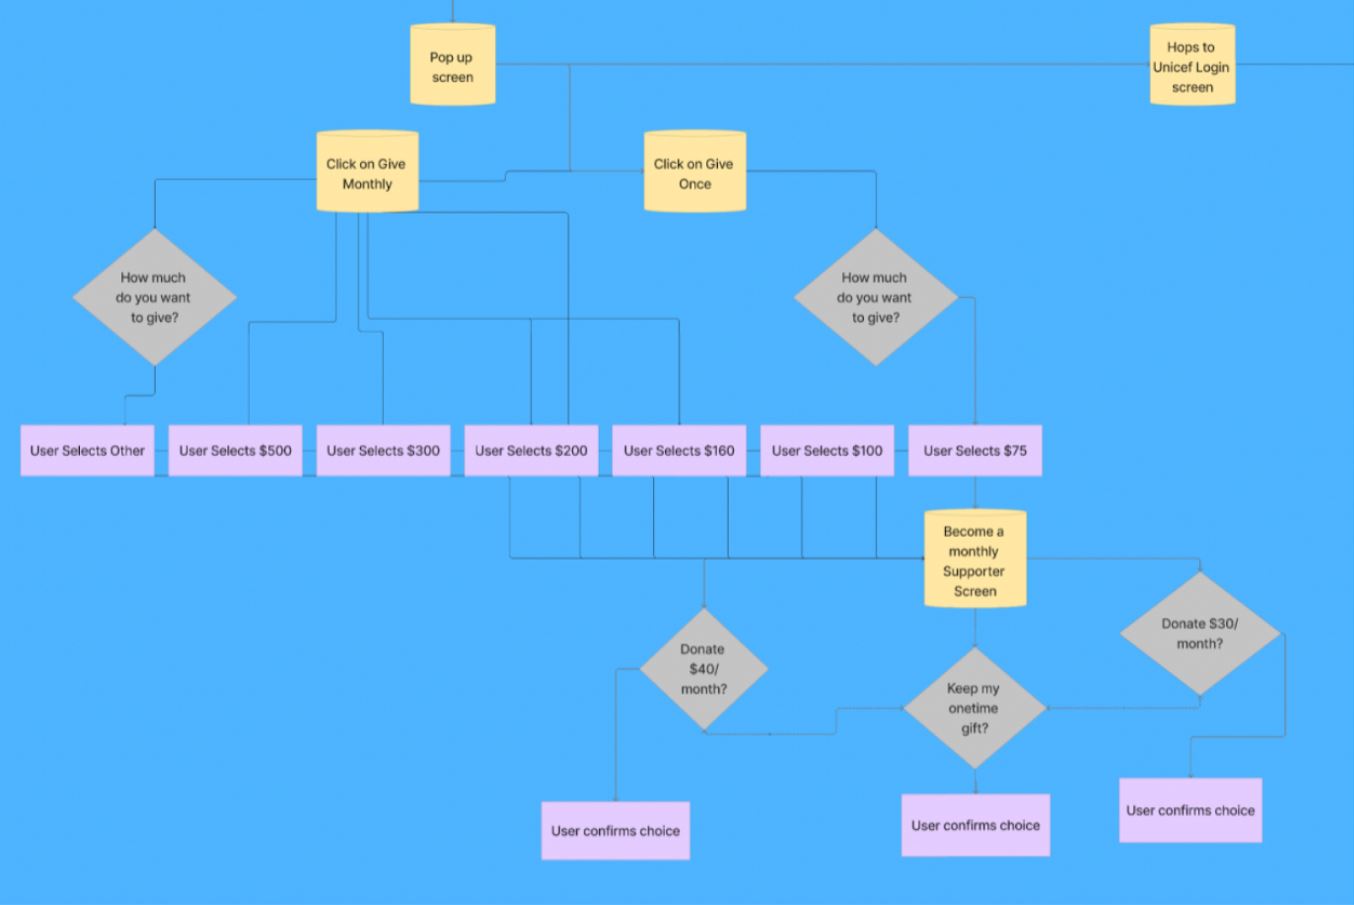 Pop up
screen
Hops to
Unicef Login
screen
Click on Give
Monthly
Click on Give
Once
How much
do you want
to give?
How much
do you want
to give?
User Selects Other
User Selects $500
User Selects $300
User Selects $200
User Selects $160
User Selects $100
User Selects $75
Become a
monthly
Supporter
Screen
Donate
$40/
month?
Keep my
onetime
gift?
Donate $30/
month?
User confirms choice
User confirms choice
User confirms choice